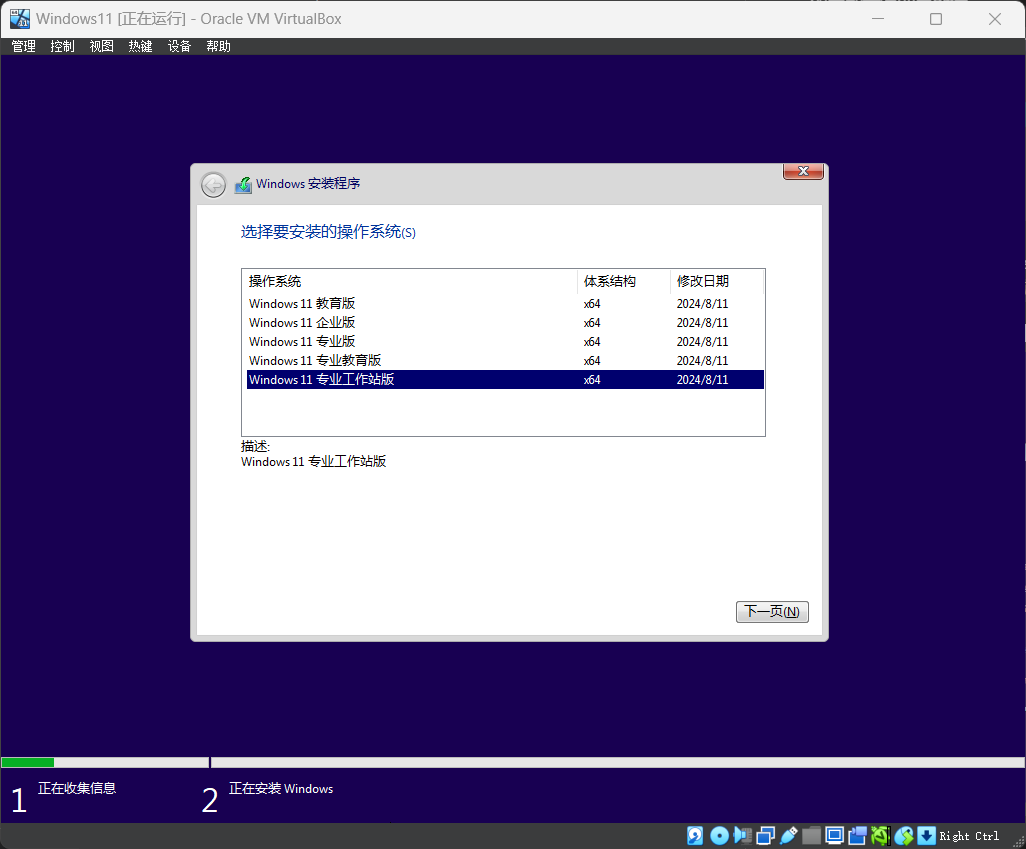 Windows11 [正在运行] - Oracle VM VirtualBox
管理 控制 视图 热键 设备 帮助
Windows 安装程序
选择要安装的操作系统(S)
操作系统 体系结构 修改日期
Windows 11 教育版 x64 2024/8/11
Windows 11 企业版 x64 2024/8/11
Windows 11 专业版 x64 2024/8/11
Windows 11 专业教育版 x64 2024/8/11
Windows 11 专业工作站版 x64 2024/8/11
描述:
Windows 11 专业工作站版
下一页(N)
1 正在收集信息 2 正在安装 Windows
Right Ctrl